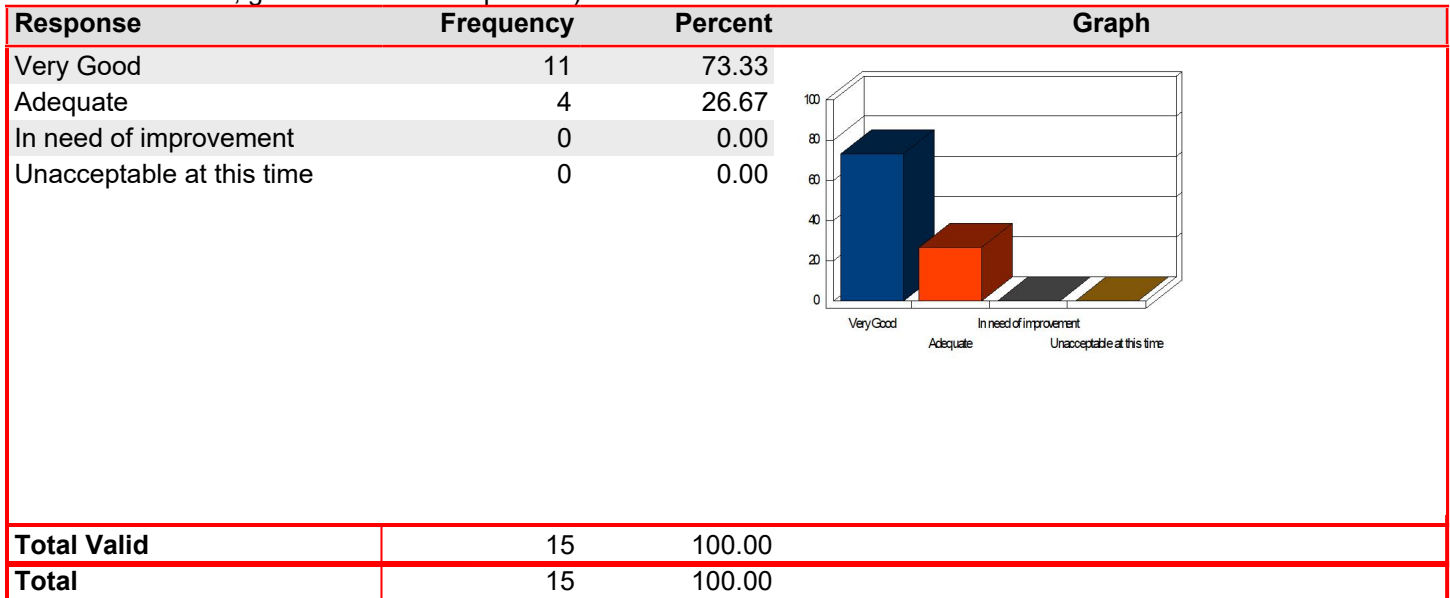 Response Frequency Percent Graph
Very Good 11 73.33
Adequate 4 26.67
In need of improvement 0 0.00
Unacceptable at this time 0 0.00
100
80
60
40
20
0
Very Good In need of improvement
Adequate Unacceptable at this time
Total Valid 15 100.00
Total 15 100.00